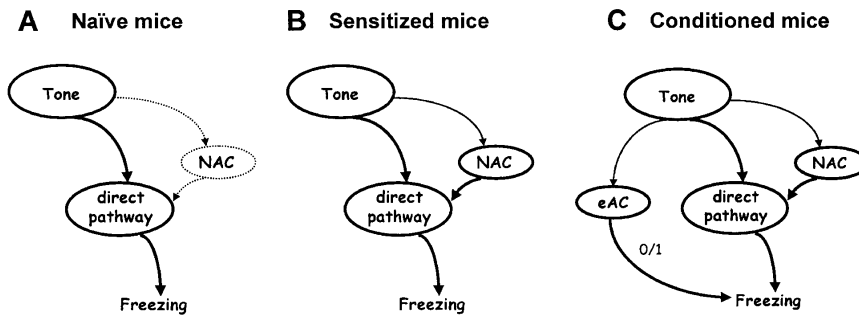 A Naïve mice
Tone
NAC
direct
pathway
Freezing
B Sensitized mice
Tone
NAC
direct
pathway
Freezing
C Conditioned mice
Tone
NAC
eAC
direct
pathway
0/1
Freezing